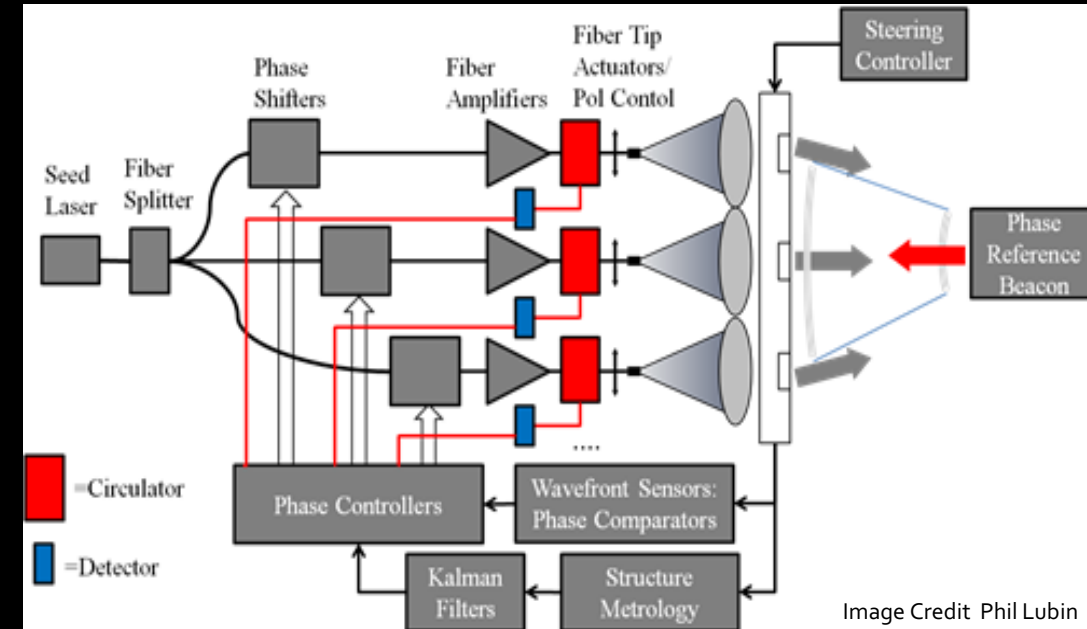 Steering
Controller
Fiber Tip
Actuators/
Pol Contol
Phase
Shifters
Fiber
Amplifiers
Seed
Laser
Fiber
Splitter
Phase
Reference
Beacon
....
=Circulator
=Detector
Phase Controllers
Wavefront Sensors:
Phase Comparators
Kalman
Filters
Structure
Metrology
Image Credit Phil Lubin